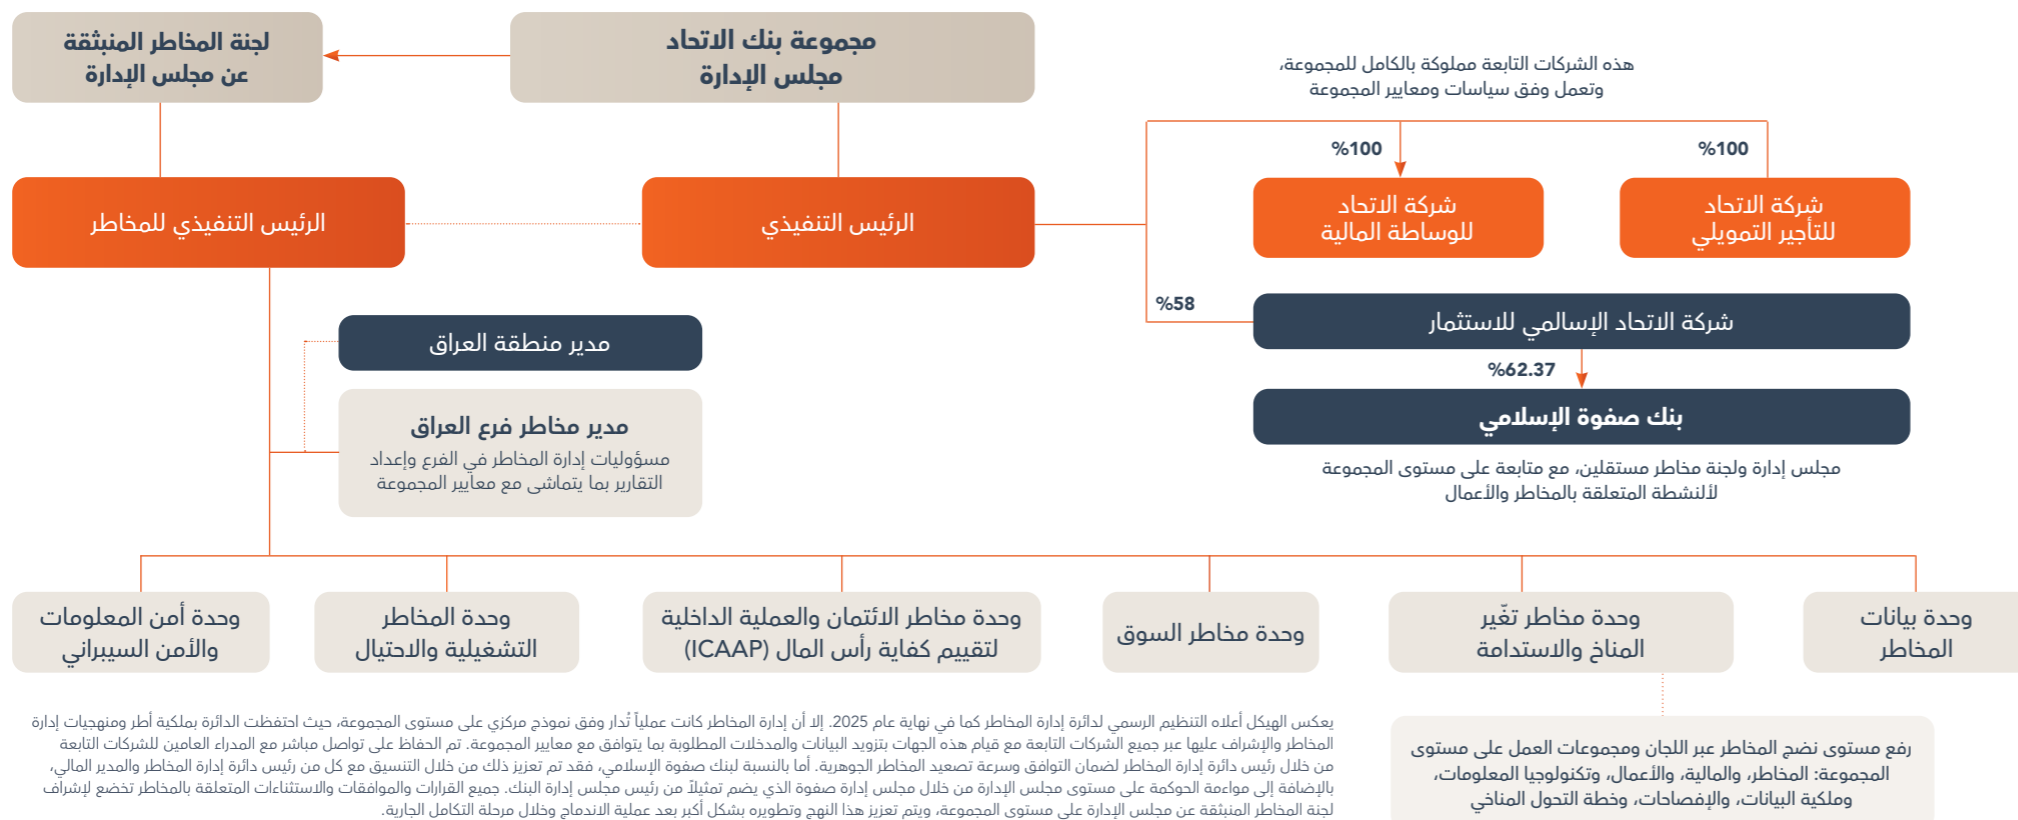 مجموعة بنك الاتحاد
مجلس الإدارة
لجنة المخاطر المنبثقة
عن مجلس الإدارة
هذه الشركات التابعة مملوكة بالكامل للمجموعة،
وتعمل وفق سياسات ومعايير المجموعة
%100
%100
شركة الاتحاد
للتأجير التمويلي
شركة الاتحاد
للوساطة المالية
الرئيس التنفيذي
الرئيس التنفيذي للمخاطر
%58
شركة الاتحاد الإسالمي للاستثمار
%62.37
بنك صفوة الإسلامي
مجلس إدارة ولجنة مخاطر مستقلين، مع متابعة على مستوى المجموعة
لألنشطة المتعلقة بالمخاطر والأعمال
مدير منطقة العراق
مدير مخاطر فرع العراق
مسؤوليات إدارة المخاطر في الفرع وإعداد
التقارير بما يتماشى مع معايير المجموعة
وحدة بيانات
المخاطر
وحدة مخاطر تغّير
المناخ والاستدامة
وحدة مخاطر السوق
وحدة مخاطر الائتمان والعملية الداخلية
لتقييم كفاية رأس المال (ICAAP)
وحدة المخاطر
التشغيلية والاحتيال
وحدة أمن المعلومات
والأمن السيبراني
رفع مستوى نضج المخاطر عبر اللجان ومجموعات العمل على مستوى
المجموعة: المخاطر، والمالية، والأعمال، وتكنولوجيا المعلومات،
وملكية البيانات، والإفصاحات، وخطة التحول المناخي
يعكس الهيكل أعلاه التنظيم الرسمي لدائرة إدارة المخاطر كما في نهاية عام 2025. إلا أن إدارة المخاطر كانت عملياً تُدار وفق نموذج مركزي على مستوى المجموعة، حيث احتفظت الدائرة بملكية أطر ومنهجيات إدارة
المخاطر والإشراف عليها عبر جميع الشركات التابعة مع قيام هذه الجهات بتزويد البيانات والمدخلات المطلوبة بما يتوافق مع معايير المجموعة. تم الحفاظ على تواصل مباشر مع المدراء العامين للشركات التابعة
من خلال رئيس دائرة إدارة المخاطر لضمان التوافق وسرعة تصعيد المخاطر الجوهرية. أما بالنسبة لبنك صفوة الإسلامي، فقد تم تعزيز ذلك من خلال التنسيق مع كل من رئيس دائرة إدارة المخاطر والمدير المالي،
بالإضافة إلى مواءمة الحوكمة على مستوى مجلس الإدارة من خلال مجلس إدارة صفوة الذي يضم تمثيلاً من رئيس مجلس إدارة البنك. جميع القرارات والموافقات والاستثناءات المتعلقة بالمخاطر تخضع لإشراف
لجنة المخاطر المنبثقة عن مجلس الإدارة على مستوى المجموعة، ويتم تعزيز هذا النهج وتطويره بشكل أكبر بعد عملية الاندماج وخلال مرحلة التكامل الجارية.